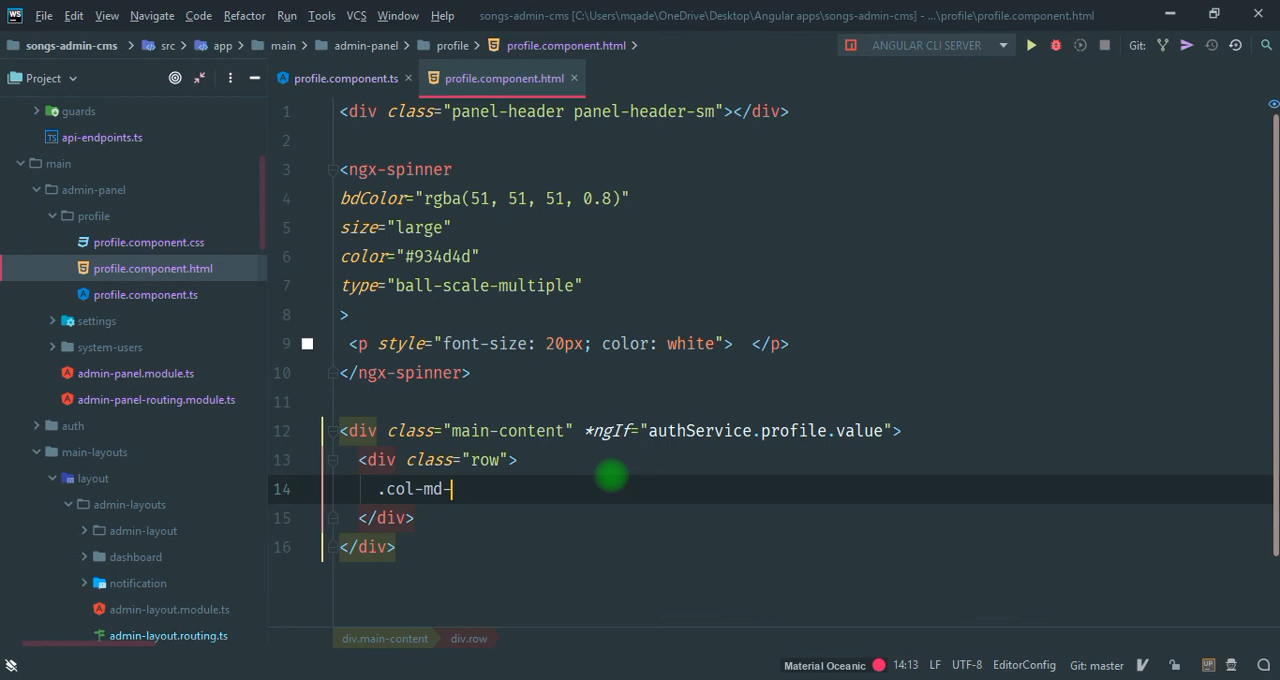 WS File Edit View Navigate Code Refactor Run Tools VCS Window Help songs-admin-cms [C:\Users\mqade\OneDrive\Desktop\Angular apps\songs-admin-cms] - ...\profile\profile.component.html
songs-admin-cms src app main admin-panel profile profile.component.html ANGULAR CLI SERVER Git:
Project profile.component.ts profile.component.html
guards
TS api-endpoints.ts
main
admin-panel
profile
profile.component.css
profile.component.html
profile.component.ts
settings
system-users
admin-panel.module.ts
admin-panel-routing.module.ts
auth
main-layouts
layout
admin-layouts
admin-layout
dashboard
notification
admin-layout.module.ts
admin-layout.routing.ts
1 <div class="panel-header panel-header-sm"></div>
2
3 <ngx-spinner
4 bdColor="rgba(51, 51, 51, 0.8)"
5 size="large"
6 color="#934d4d"
7 type="ball-scale-multiple"
8 >
9 <p style="font-size: 20px; color: white"> </p>
10 </ngx-spinner>
11
12 <div class="main-content" *ngIf="authService.profile.value">
13 <div class="row">
14 .col-md-
15 </div>
16 </div>
div.main-content div.row
Material Oceanic 14:13 LF UTF-8 EditorConfig Git: master UP